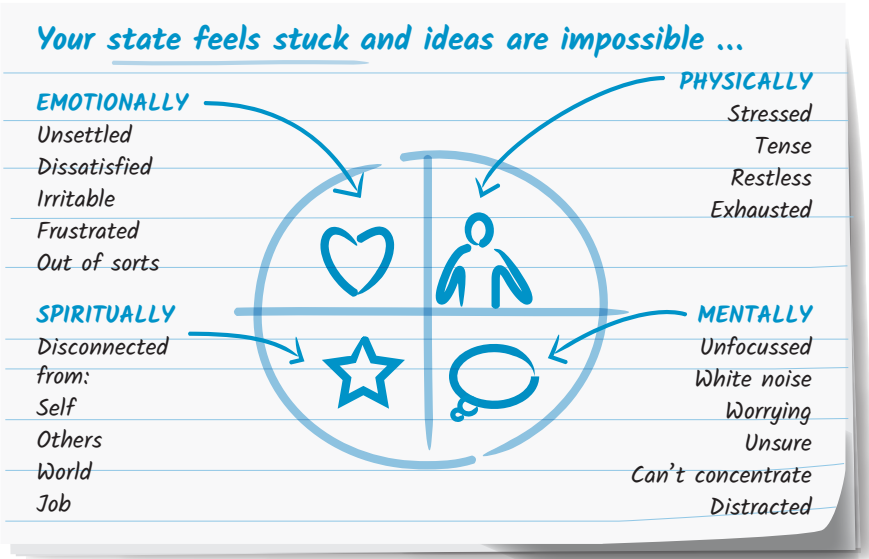 Your state feels stuck and ideas are impossible ...
EMOTIONALLY
Unsettled
Dissatisfied
Irritable
Frustrated
Out of sorts
PHYSICALLY
Stressed
Tense
Restless
Exhausted
SPIRITUALLY
Disconnected
from:
Self
Others
World
Job
MENTALLY
Unfocussed
White noise
Worrying
Unsure
Can't concentrate
Distracted